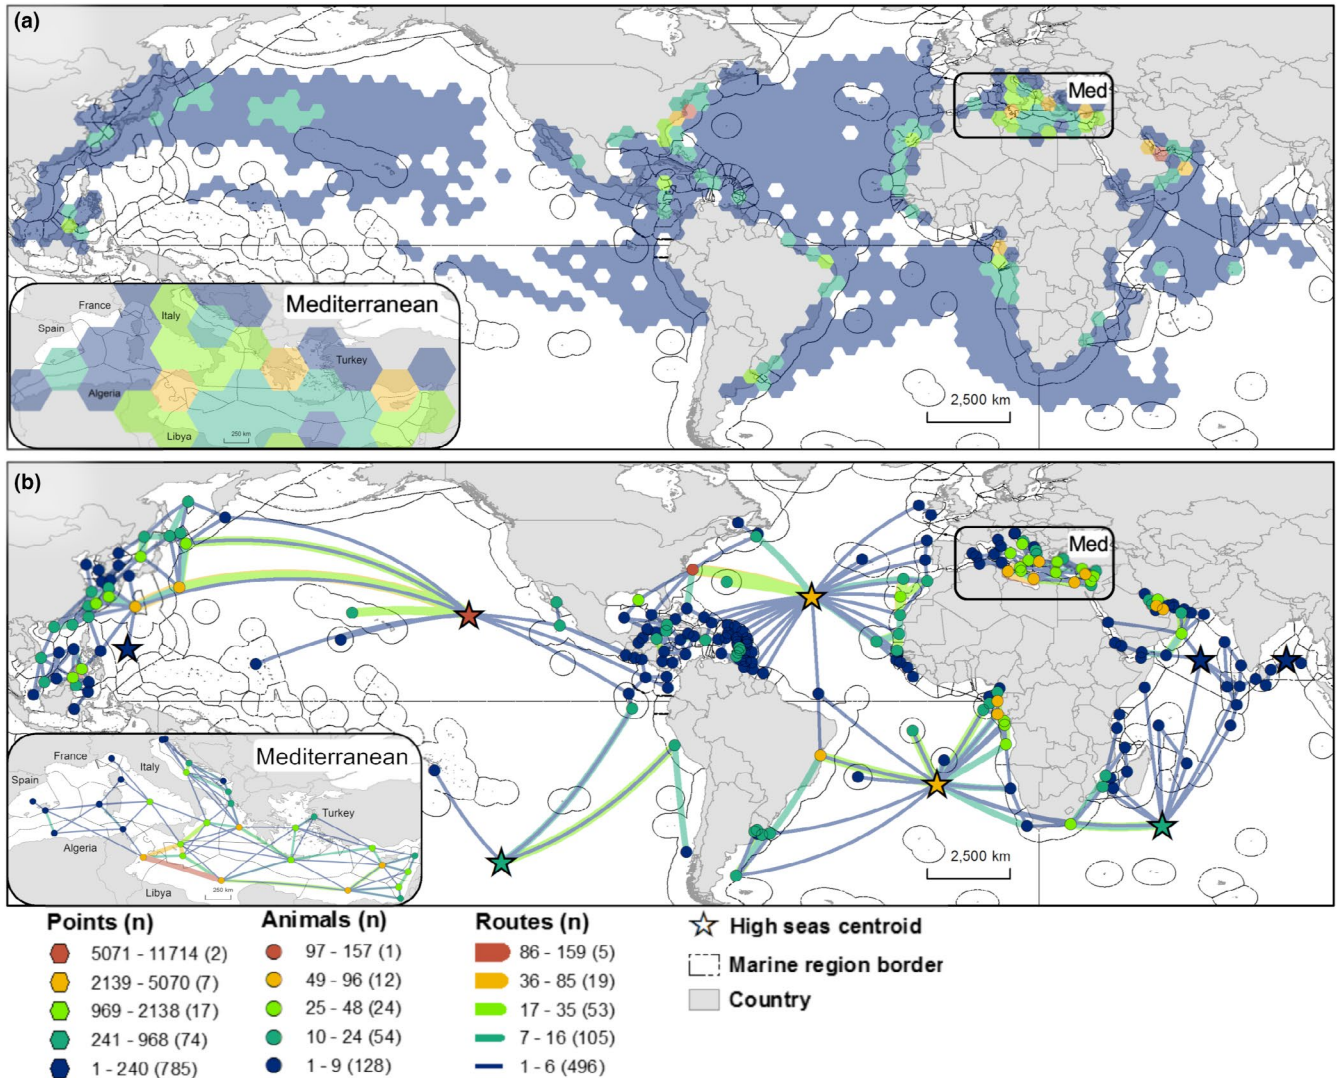 (a)
Med
Mediterranean
France
Italy
Spain
Turkey
Algeria
Libya
250 km
2,500 km
(b)
Med
Mediterranean
France
Italy
Spain
Turkey
Algeria
Libya
250 km
2,500 km
Points (n)
5071 - 11714 (2)
2139 - 5070 (7)
969 - 2138 (17)
241 - 968 (74)
1 - 240 (785)
Animals (n)
97 - 157 (1)
49 - 96 (12)
25 - 48 (24)
10 - 24 (54)
1 - 9 (128)
Routes (n)
86 - 159 (5)
36 - 85 (19)
17 - 35 (53)
7 - 16 (105)
1 - 6 (496)
High seas centroid
Marine region border
Country